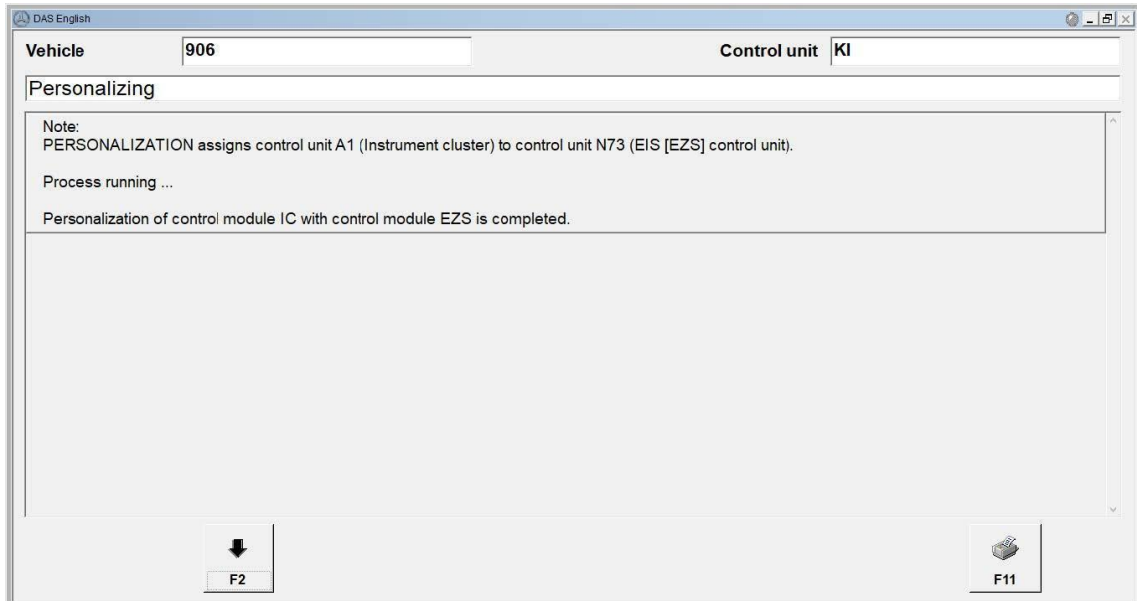 DAS English
Vehicle 906 Control unit KI
Personalizing
Note:
PERSONALIZATION assigns control unit A1 (Instrument cluster) to control unit N73 (EIS [EZS] control unit).
Process running ...
Personalization of control module IC with control module EZS is completed.
F2 F11